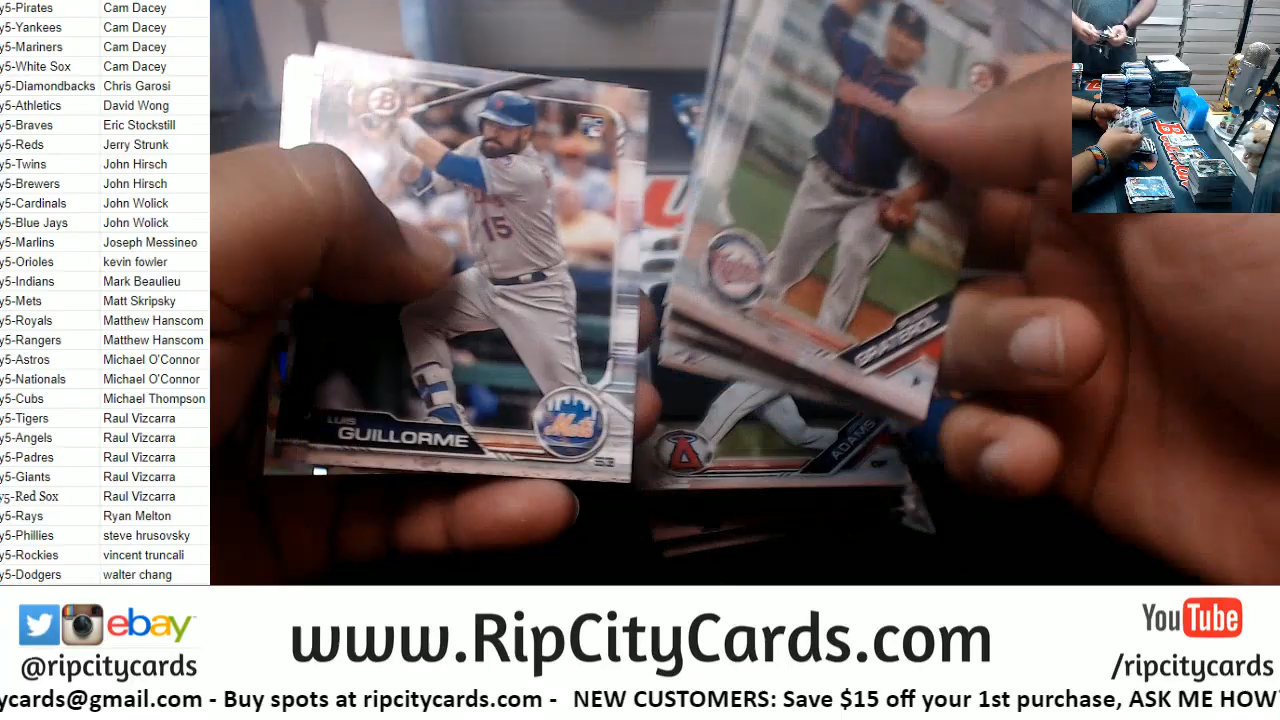 y5-Pirates Cam Dacey
y5-Yankees Cam Dacey
y5-Mariners Cam Dacey
y5-White Sox Cam Dacey
y5-Diamondbacks Chris Garosi
y5-Athletics David Wong
y5-Braves Eric Stockstill
y5-Reds Jerry Strunk
y5-Twins John Hirsch
y5-Brewers John Hirsch
y5-Cardinals John Wolick
y5-Blue Jays John Wolick
y5-Marlins Joseph Messineo
y5-Orioles kevin fowler
y5-Indians Mark Beaulieu
y5-Mets Matt Skripsky
y5-Royals Matthew Hanscom
y5-Rangers Matthew Hanscom
y5-Astros Michael O'Connor
y5-Nationals Michael O'Connor
y5-Cubs Michael Thompson
y5-Tigers Raul Vizcarra
y5-Angels Raul Vizcarra
y5-Padres Raul Vizcarra
y5-Giants Raul Vizcarra
y5-Red Sox Raul Vizcarra
y5-Rays Ryan Melton
y5-Phillies steve hrusovsky
y5-Rockies vincent truncali
y5-Dodgers walter chang
B
15
LUIS
GUILLORME
Mets
53
Twins
A
ADAMS
ebay
@ripcitycards
www.RipCityCards.com
YouTube
/ripcitycards
ycards@gmail.com - Buy spots at ripcitycards.com - NEW CUSTOMERS: Save $15 off your 1st purchase, ASK ME HOW